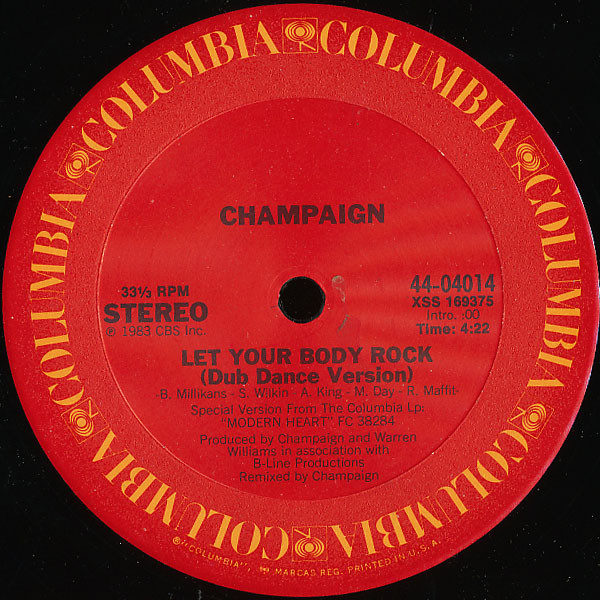 COLUMBIA COLUMBIA COLUMBIA COLUMBIA COLUMBIA COLUMBIA COLUMBIA COLUMBIA
CHAMPAIGN
33⅓ RPM
STEREO
℗ 1983 CBS Inc.
44-04014
XSS 169375
Intro. :00
Time: 4:22
LET YOUR BODY ROCK
(Dub Dance Version)
-B. Millikans - S. Wilkin - A. King - M. Day - R. Maffit-
Special Version From The Columbia Lp:
"MODERN HEART" FC 38284
Produced by Champaign and Warren
Williams in association with
B-Line Productions
Remixed by Champaign
® "COLUMBIA", MARCAS REG. PRINTED IN U.S.A.